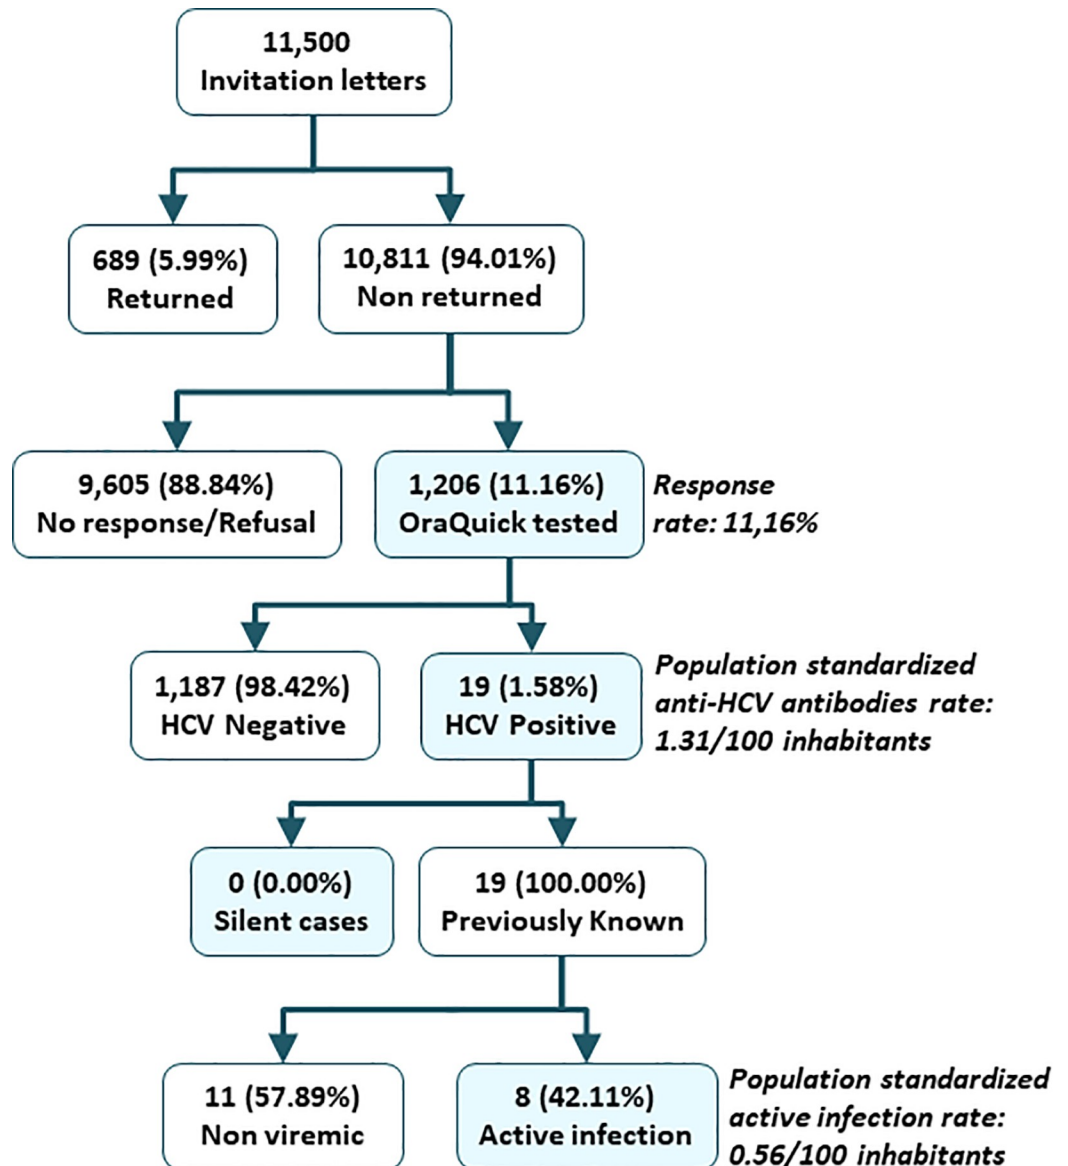 11,500
Invitation letters
689 (5.99%)
Returned
10,811 (94.01%)
Non returned
9,605 (88.84%)
No response/Refusal
1,206 (11.16%)
OraQuick tested
Response
rate: 11,16%
1,187 (98.42%)
HCV Negative
19 (1.58%)
HCV Positive
Population standardized
anti-HCV antibodies rate:
1.31/100 inhabitants
0 (0.00%)
Silent cases
19 (100.00%)
Previously Known
11 (57.89%)
Non viremic
8 (42.11%)
Active infection
Population standardized
active infection rate:
0.56/100 inhabitants